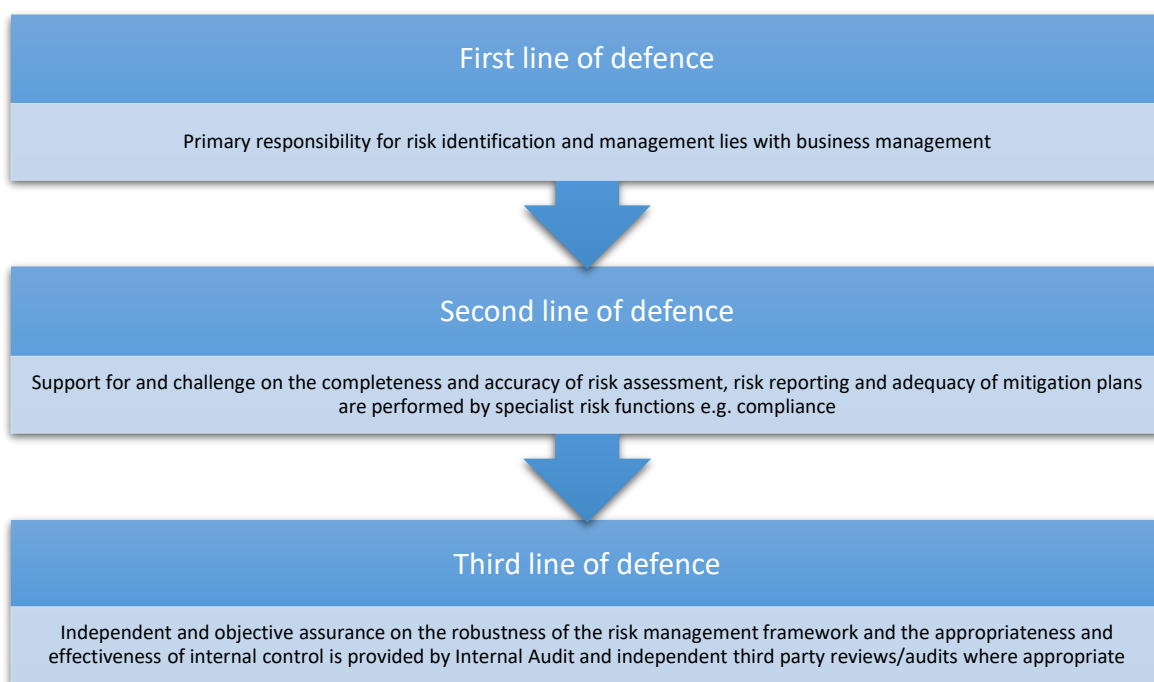 First line of defence
Primary responsibility for risk identification and management lies with business management
Second line of defence
Support for and challenge on the completeness and accuracy of risk assessment, risk reporting and adequacy of mitigation plans
are performed by specialist risk functions e.g. compliance
Third line of defence
Independent and objective assurance on the robustness of the risk management framework and the appropriateness and
effectiveness of internal control is provided by Internal Audit and independent third party reviews/audits where appropriate